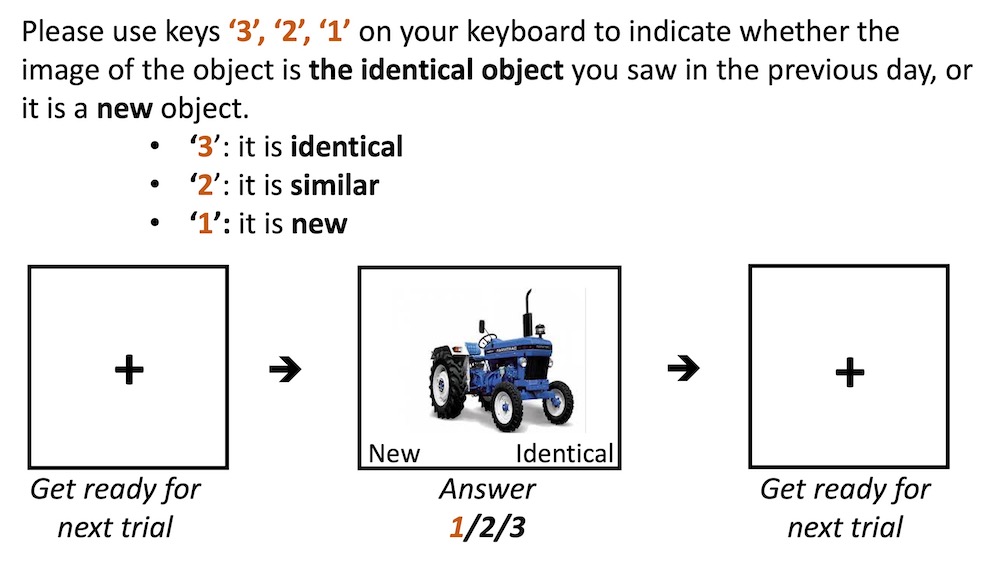 Please use keys ‘3’, ‘2’, ‘1’ on your keyboard to indicate whether the
image of the object is the identical object you saw in the previous day, or
it is a new object.
• ‘3’: it is identical
• ‘2’: it is similar
• ‘1’: it is new
+
+
New Identical
Get ready for
next trial
Answer
1/2/3
Get ready for
next trial